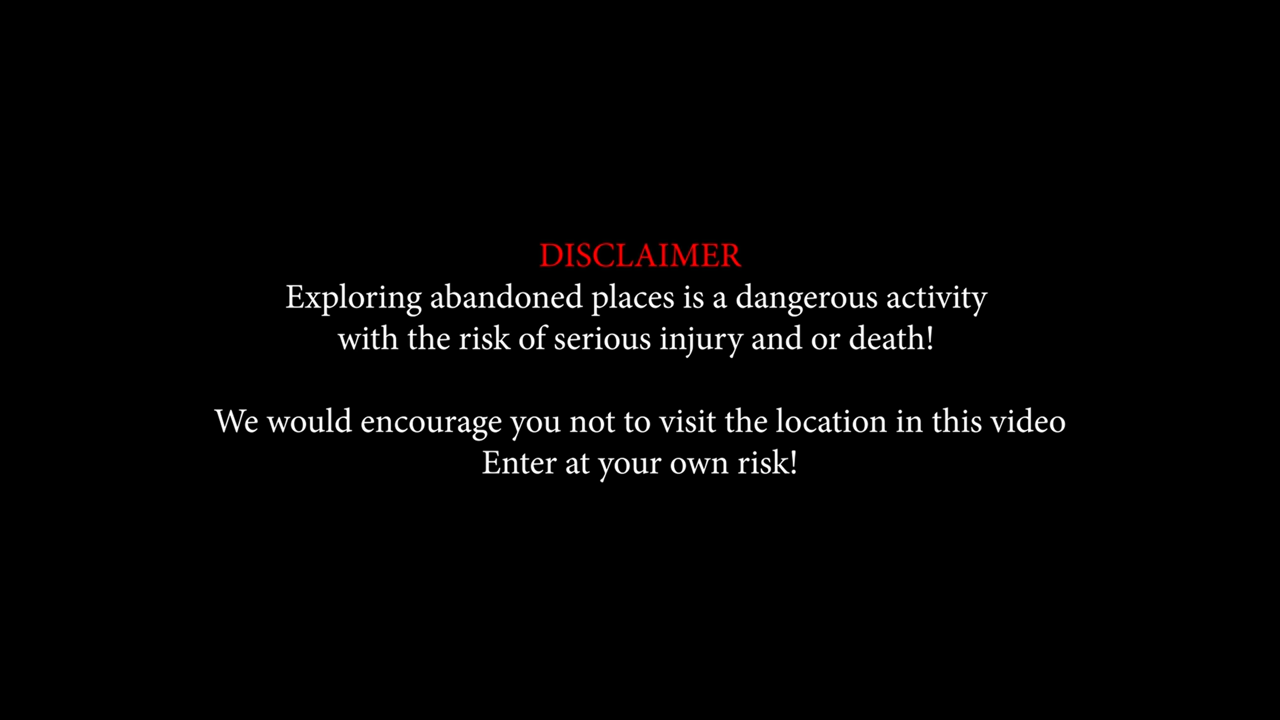 DISCLAIMER
Exploring abandoned places is a dangerous activity
with the risk of serious injury and or death!
We would encourage you not to visit the location in this video
Enter at your own risk!